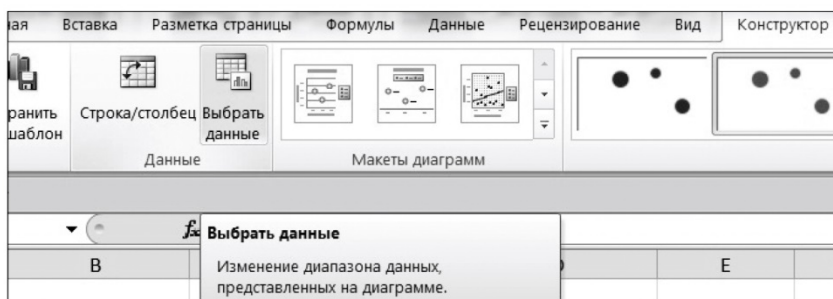 ная Вставка Разметка страницы Формулы Данные Рецензирование Вид Конструктор
ранить Строка/столбец Выбрать
шаблон данные
Данные Макеты диаграмм
fx
Выбрать данные
B E
Изменение диапазона данных,
представленных на диаграмме.